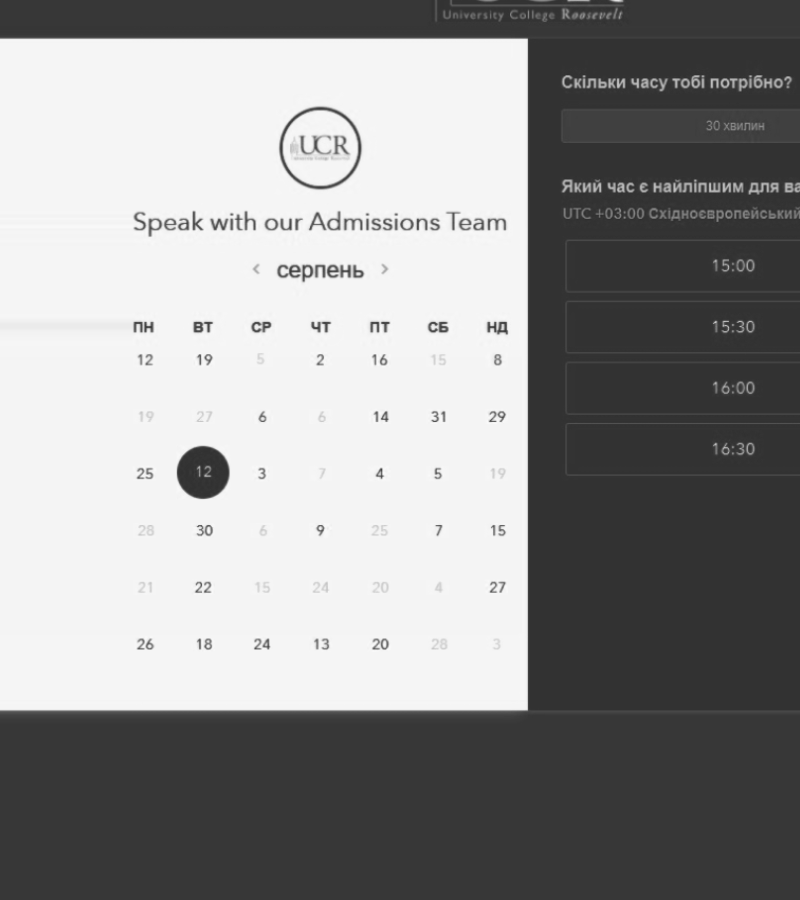 University College Roosevelt
UCR
Speak with our Admissions Team
серпень
ПН ВТ СР ЧТ ПТ СБ НД
12 19 5 2 16 15 8
19 27 6 6 14 31 29
25 12 3 7 4 5 19
28 30 6 9 25 7 15
21 22 15 24 20 4 27
26 18 24 13 20 28 3
Скільки часу тобі потрібно?
30 хвилин
Який час є найліпшим для ва
UTC +03:00 Східноєвропейський
15:00
15:30
16:00
16:30